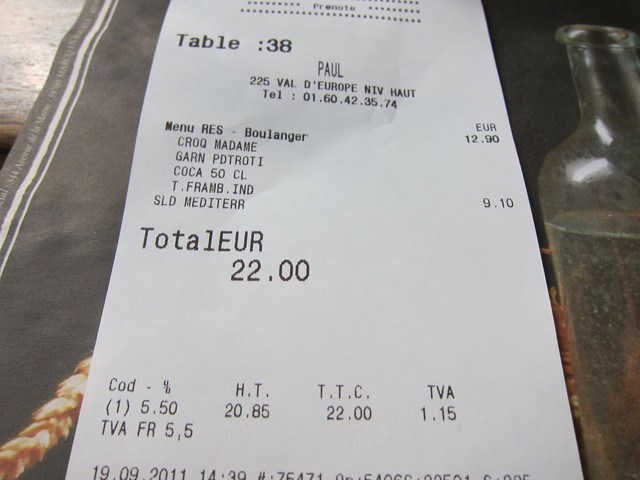 Pronote
Table :38
PAUL
225 VAL D'EUROPE NIV HAUT
Tel : 01.60.42.35.74
EUR
Menu RES - Boulanger 12.90
CROQ MADAME
GARN PDTROTI
COCA 50 CL
T.FRAMB.IND
SLD MEDITERR 9.10
TotalEUR
22.00
Cod - % H.T. T.T.C. TVA
(1) 5.50 20.85 22.00 1.15
TVA FR 5,5
19.09.2011 14:39